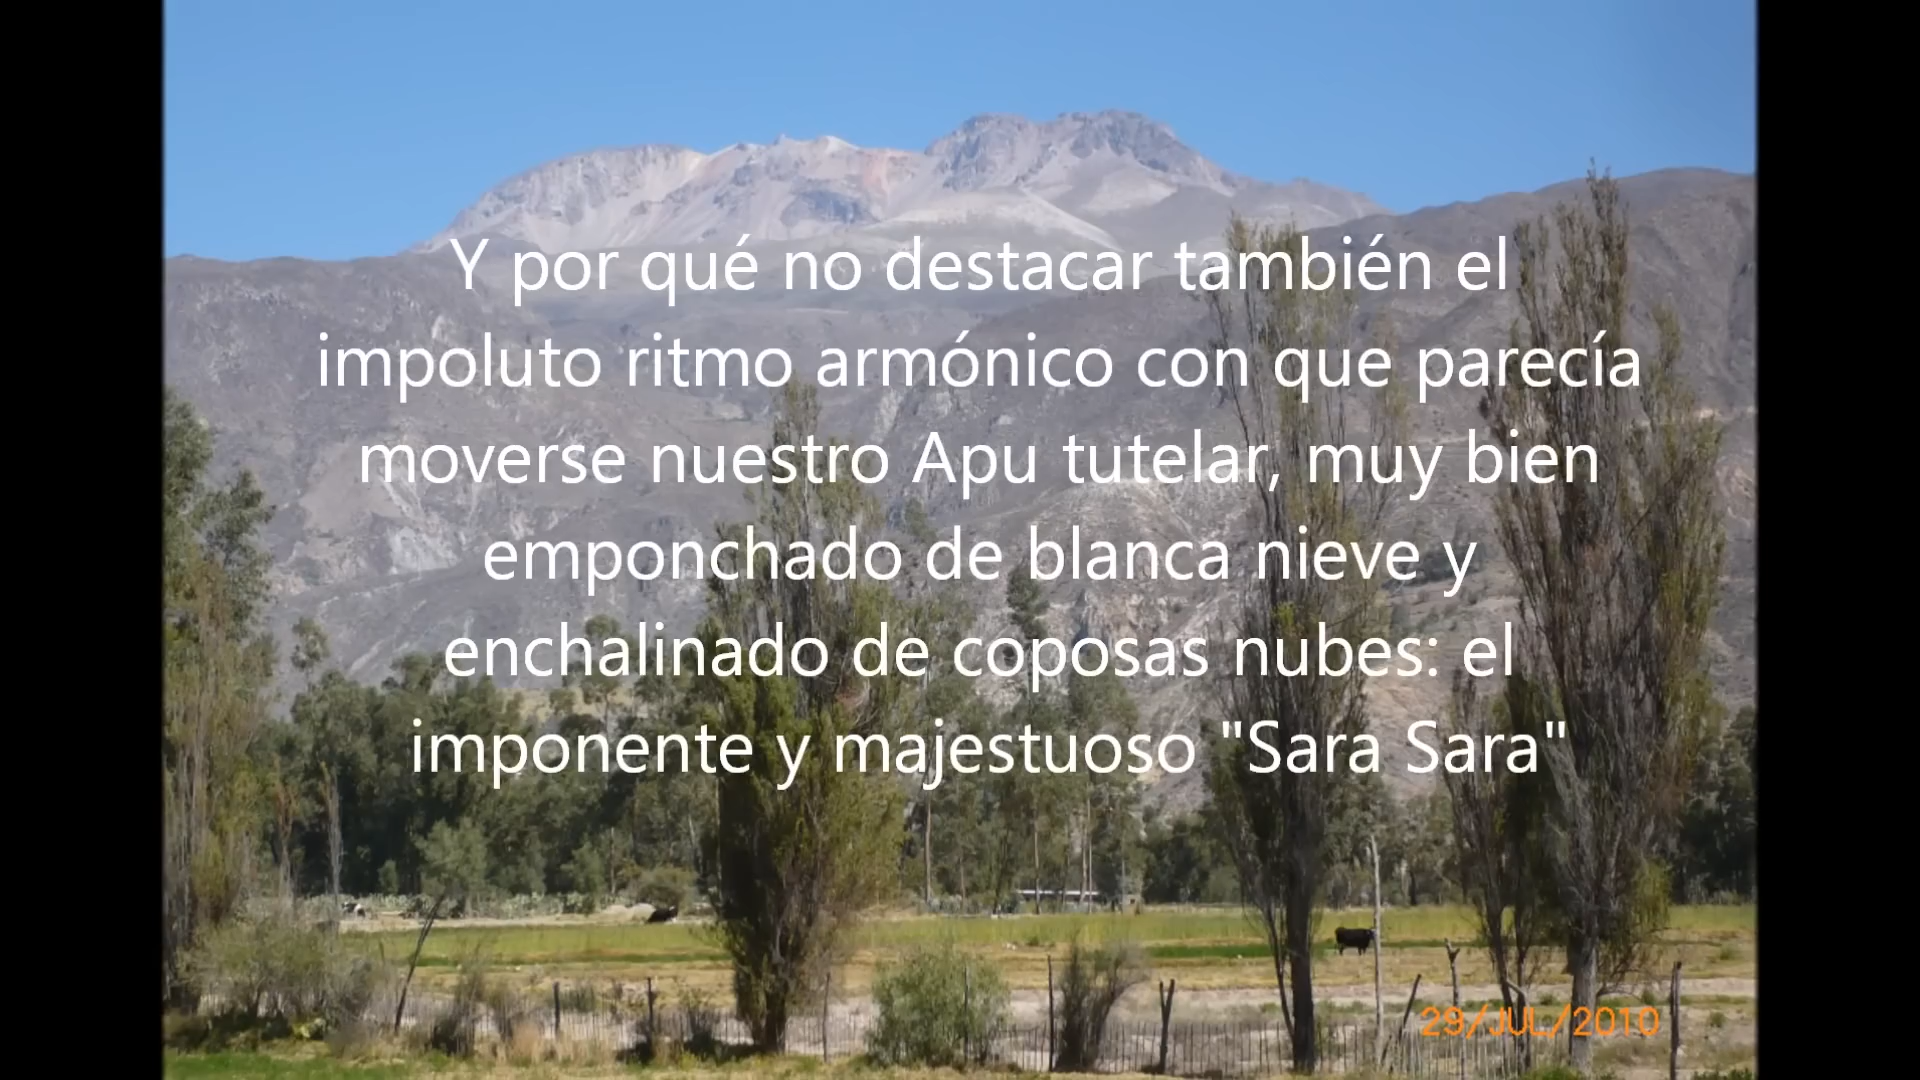 Y por qué no destacar también el
impoluto ritmo armónico con que parecía
moverse nuestro Apu tutelar, muy bien
emponchado de blanca nieve y
enchalinado de coposas nubes: el
imponente y majestuoso "Sara Sara"
29/JUL/2010